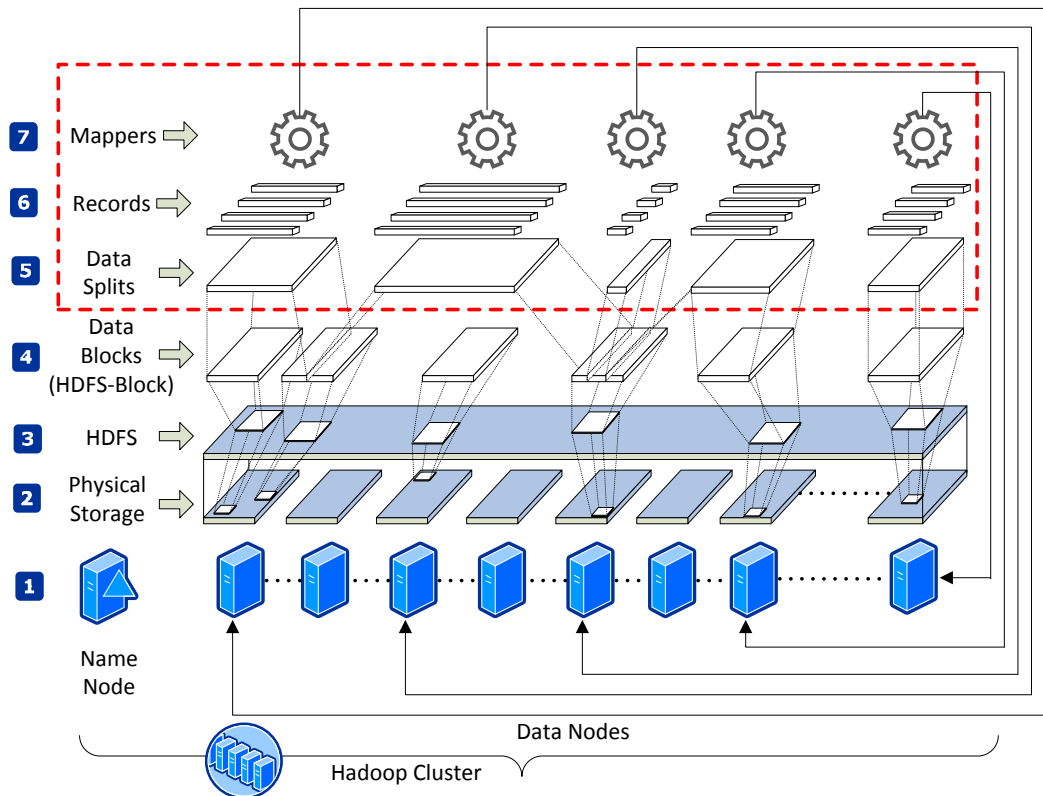 7
Mappers
6
Records
5
Data
Splits
4
Data
Blocks
(HDFS-Block)
3
HDFS
2
Physical
Storage
1
Name
Node
Data Nodes
Hadoop Cluster